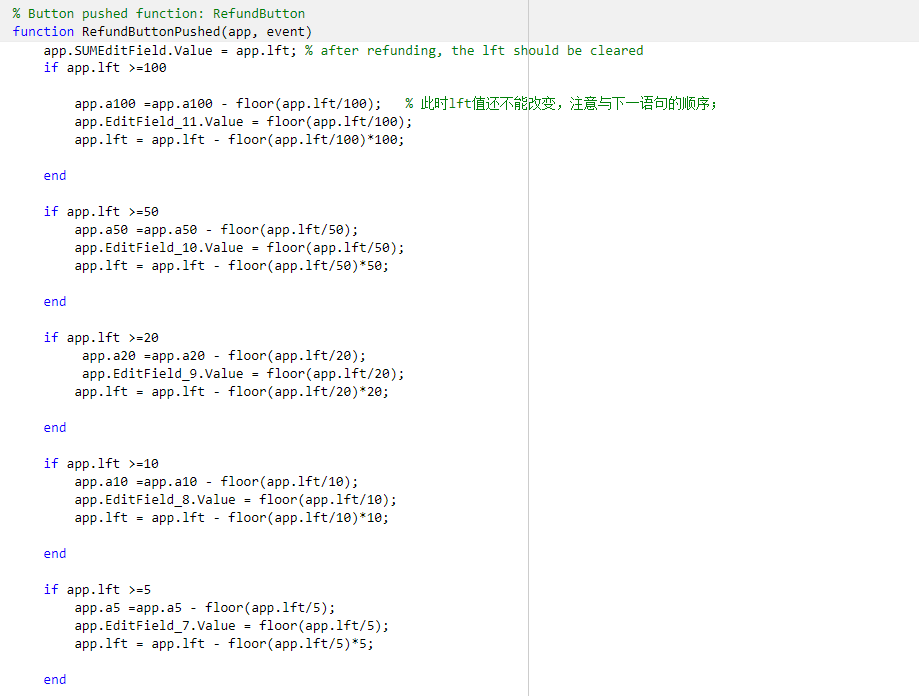 % Button pushed function: RefundButton
function RefundButtonPushed(app, event)
    app.SUMEditField.Value = app.lft; % after refunding, the lft should be cleared
    if app.lft >=100
        app.a100 =app.a100 - floor(app.lft/100);   % 此时lft值还不能改变，注意与下一语句的顺序；
        app.EditField_11.Value = floor(app.lft/100);
        app.lft = app.lft - floor(app.lft/100)*100;
    end
    if app.lft >=50
        app.a50 =app.a50 - floor(app.lft/50);
        app.EditField_10.Value = floor(app.lft/50);
        app.lft = app.lft - floor(app.lft/50)*50;
    end
    if app.lft >=20
         app.a20 =app.a20 - floor(app.lft/20);
         app.EditField_9.Value = floor(app.lft/20);
        app.lft = app.lft - floor(app.lft/20)*20;
    end
    if app.lft >=10
        app.a10 =app.a10 - floor(app.lft/10);
        app.EditField_8.Value = floor(app.lft/10);
        app.lft = app.lft - floor(app.lft/10)*10;
    end
    if app.lft >=5
        app.a5 =app.a5 - floor(app.lft/5);
        app.EditField_7.Value = floor(app.lft/5);
        app.lft = app.lft - floor(app.lft/5)*5;
    end